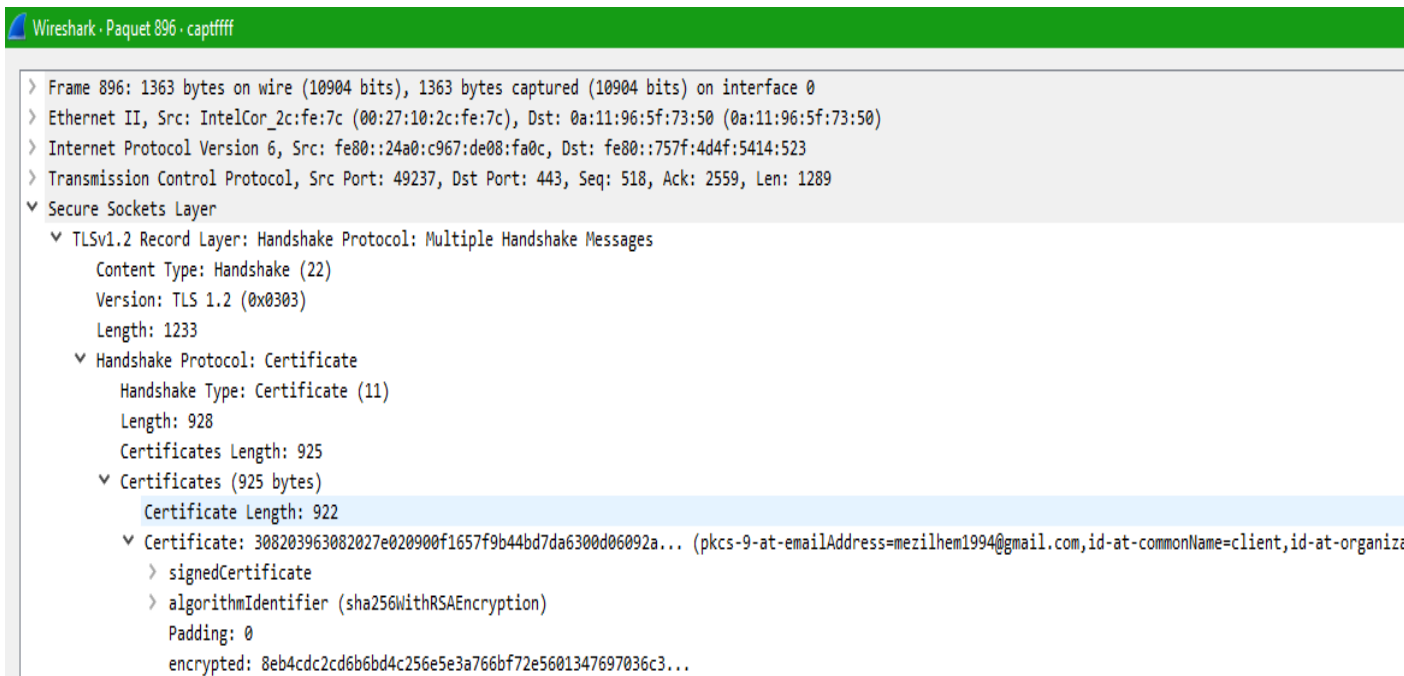 Wireshark · Paquet 896 · captffff
Frame 896: 1363 bytes on wire (10904 bits), 1363 bytes captured (10904 bits) on interface 0
Ethernet II, Src: IntelCor_2c:fe:7c (00:27:10:2c:fe:7c), Dst: 0a:11:96:5f:73:50 (0a:11:96:5f:73:50)
Internet Protocol Version 6, Src: fe80::24a0:c967:de08:fa0c, Dst: fe80::757f:4d4f:5414:523
Transmission Control Protocol, Src Port: 49237, Dst Port: 443, Seq: 518, Ack: 2559, Len: 1289
Secure Sockets Layer
TLSv1.2 Record Layer: Handshake Protocol: Multiple Handshake Messages
Content Type: Handshake (22)
Version: TLS 1.2 (0x0303)
Length: 1233
Handshake Protocol: Certificate
Handshake Type: Certificate (11)
Length: 928
Certificates Length: 925
Certificates (925 bytes)
Certificate Length: 922
Certificate: 308203963082027e020900f1657f9b44bd7da6300d06092a... (pkcs-9-at-emailAddress=mezilhem1994@gmail.com,id-at-commonName=client,id-at-organiza
signedCertificate
algorithmIdentifier (sha256WithRSAEncryption)
Padding: 0
encrypted: 8eb4cdc2cd6b6bd4c256e5e3a766bf72e5601347697036c3...